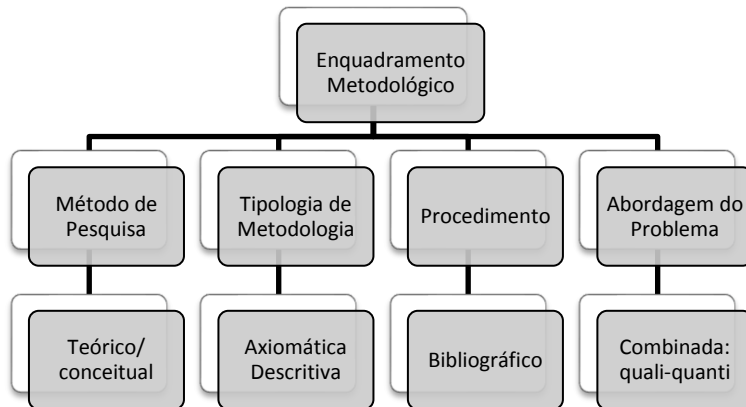 Enquadramento
Metodológico
Método de
Pesquisa
Tipologia de
Metodologia
Procedimento
Abordagem do
Problema
Teórico/
conceitual
Axiomática
Descritiva
Bibliográfico
Combinada:
quali-quanti